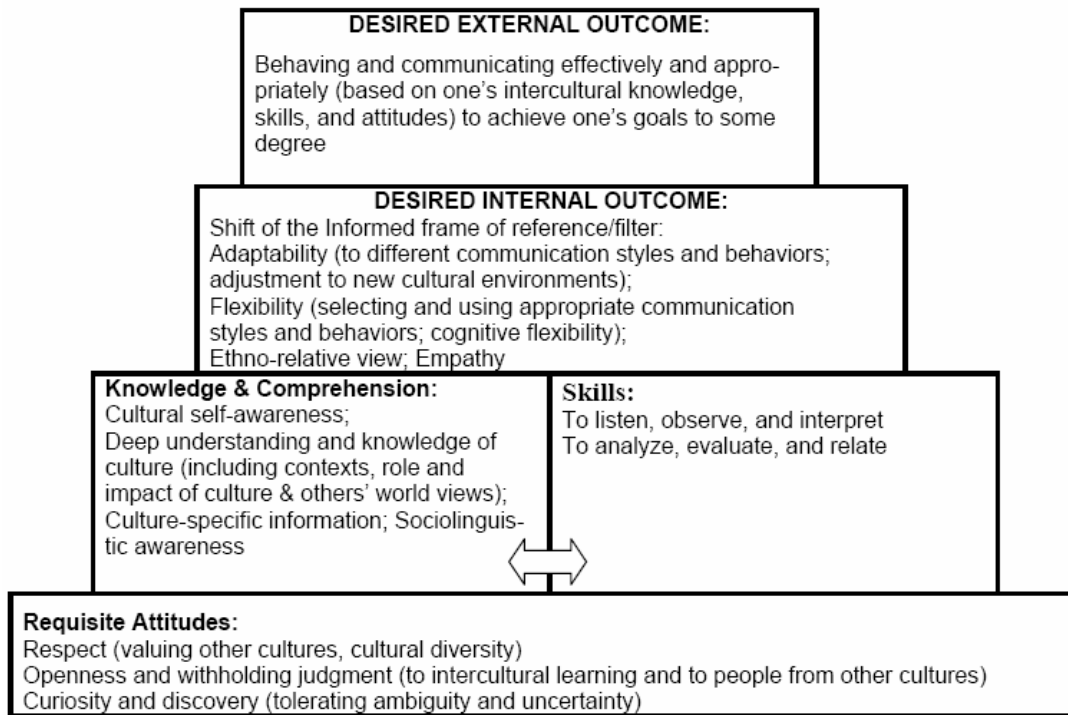 DESIRED EXTERNAL OUTCOME:
Behaving and communicating effectively and appro-
priately (based on one's intercultural knowledge,
skills, and attitudes) to achieve one's goals to some
degree
DESIRED INTERNAL OUTCOME:
Shift of the Informed frame of reference/filter:
Adaptability (to different communication styles and behaviors;
adjustment to new cultural environments);
Flexibility (selecting and using appropriate communication
styles and behaviors; cognitive flexibility);
Ethno-relative view; Empathy
Knowledge & Comprehension:
Cultural self-awareness;
Deep understanding and knowledge of
culture (including contexts, role and
impact of culture & others' world views);
Culture-specific information; Sociolinguis-
tic awareness
Skills:
To listen, observe, and interpret
To analyze, evaluate, and relate
Requisite Attitudes:
Respect (valuing other cultures, cultural diversity)
Openness and withholding judgment (to intercultural learning and to people from other cultures)
Curiosity and discovery (tolerating ambiguity and uncertainty)